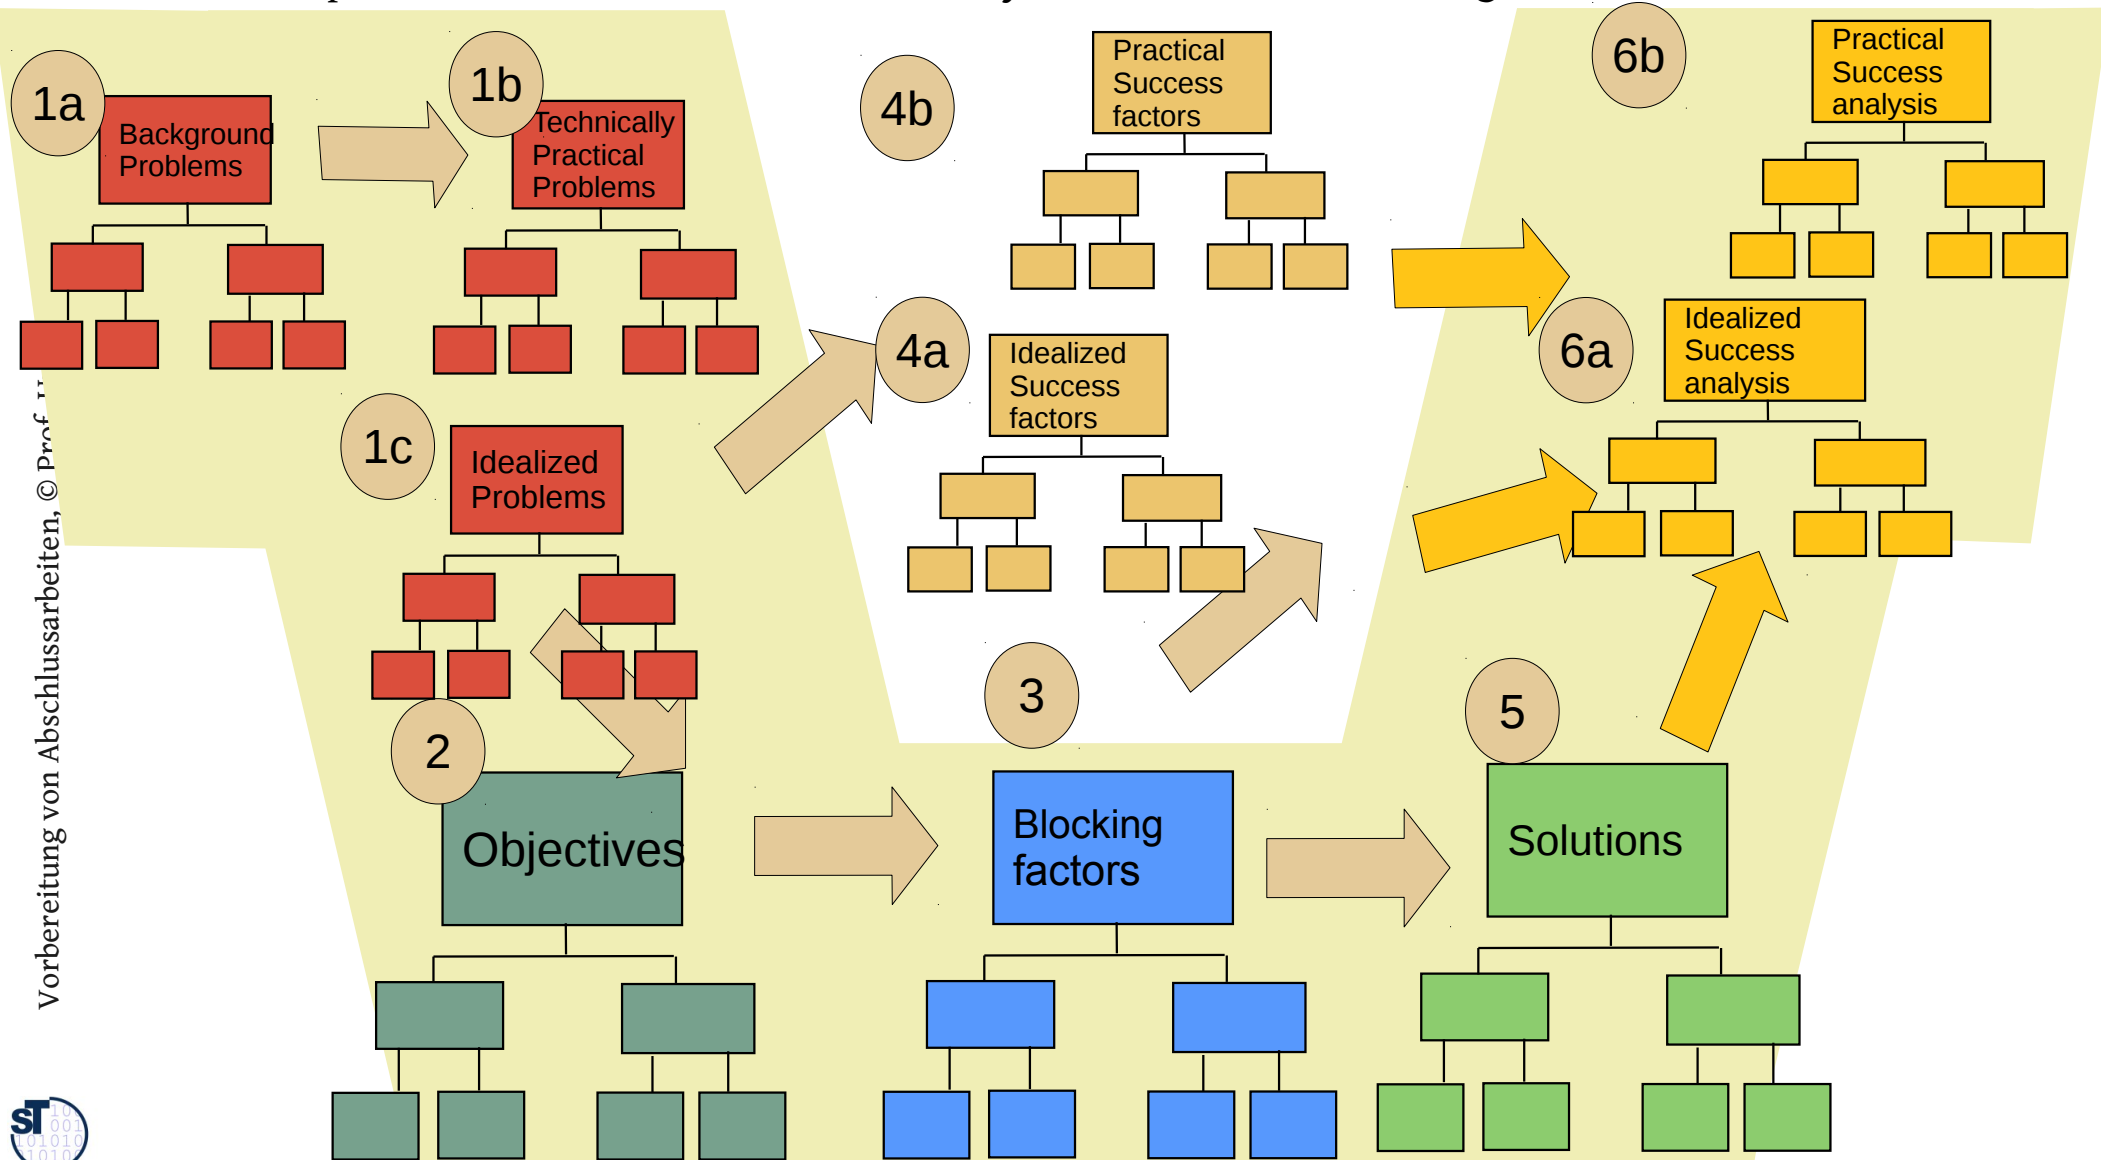 1a
Background
Problems
1b
Technically
Practical
Problems
4b
Practical
Success
factors
6b
Practical
Success
analysis
1c
Idealized
Problems
4a
Idealized
Success
factors
6a
Idealized
Success
analysis
2
Objectives
3
Blocking
factors
5
Solutions
Vorbereitung von Abschlussarbeiten, © Prof.
ST